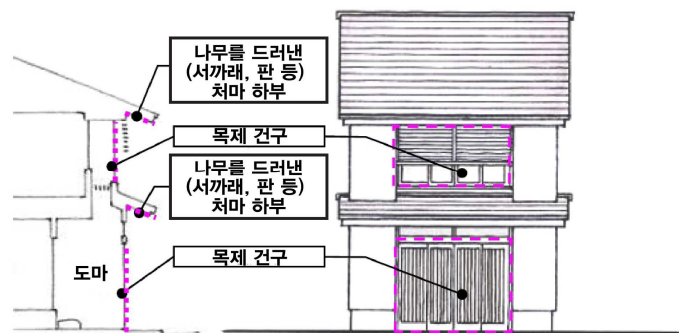 나무를 드러낸
(서까래, 판 등)
처마 하부
목제 건구
나무를 드러낸
(서까래, 판 등)
처마 하부
도마
목제 건구